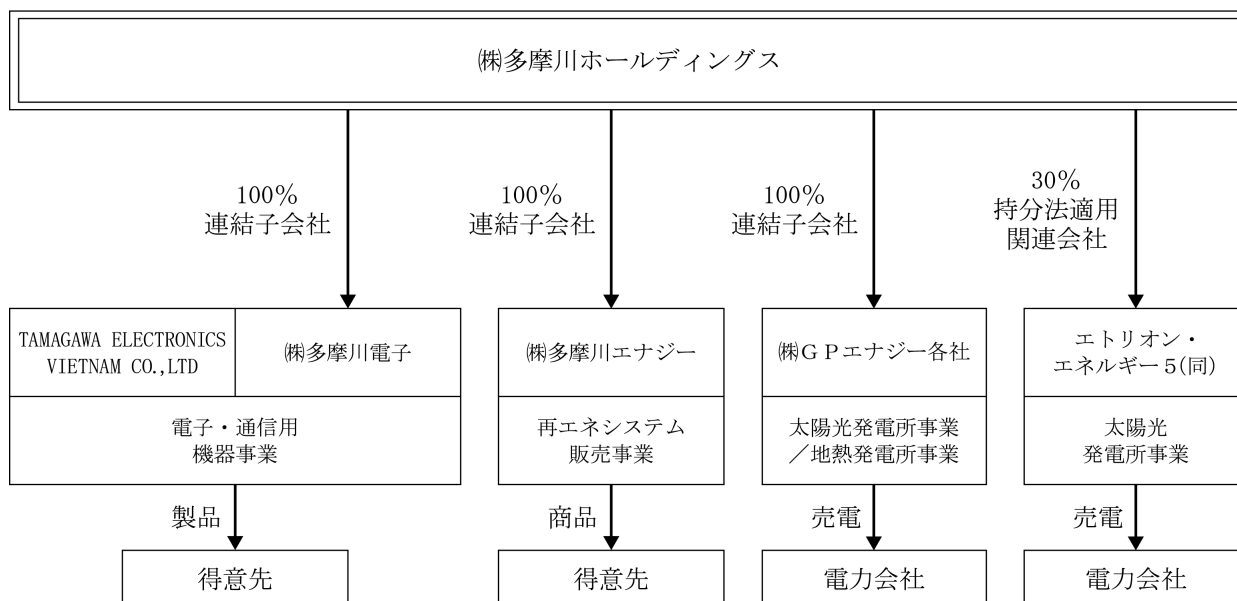 ㈱多摩川ホールディングス
100%
連結子会社
100%
連結子会社
100%
連結子会社
30%
持分法適用
関連会社
TAMAGAWA ELECTRONICS
VIETNAM CO.,LTD
㈱多摩川電子
㈱多摩川エナジー
㈱GPエナジー各社
エトリオン・
エネルギー5(同)
電子・通信用
機器事業
再エネシステム
販売事業
太陽光発電所事業
/地熱発電所事業
太陽光
発電所事業
製品
商品
売電
売電
得意先
得意先
電力会社
電力会社